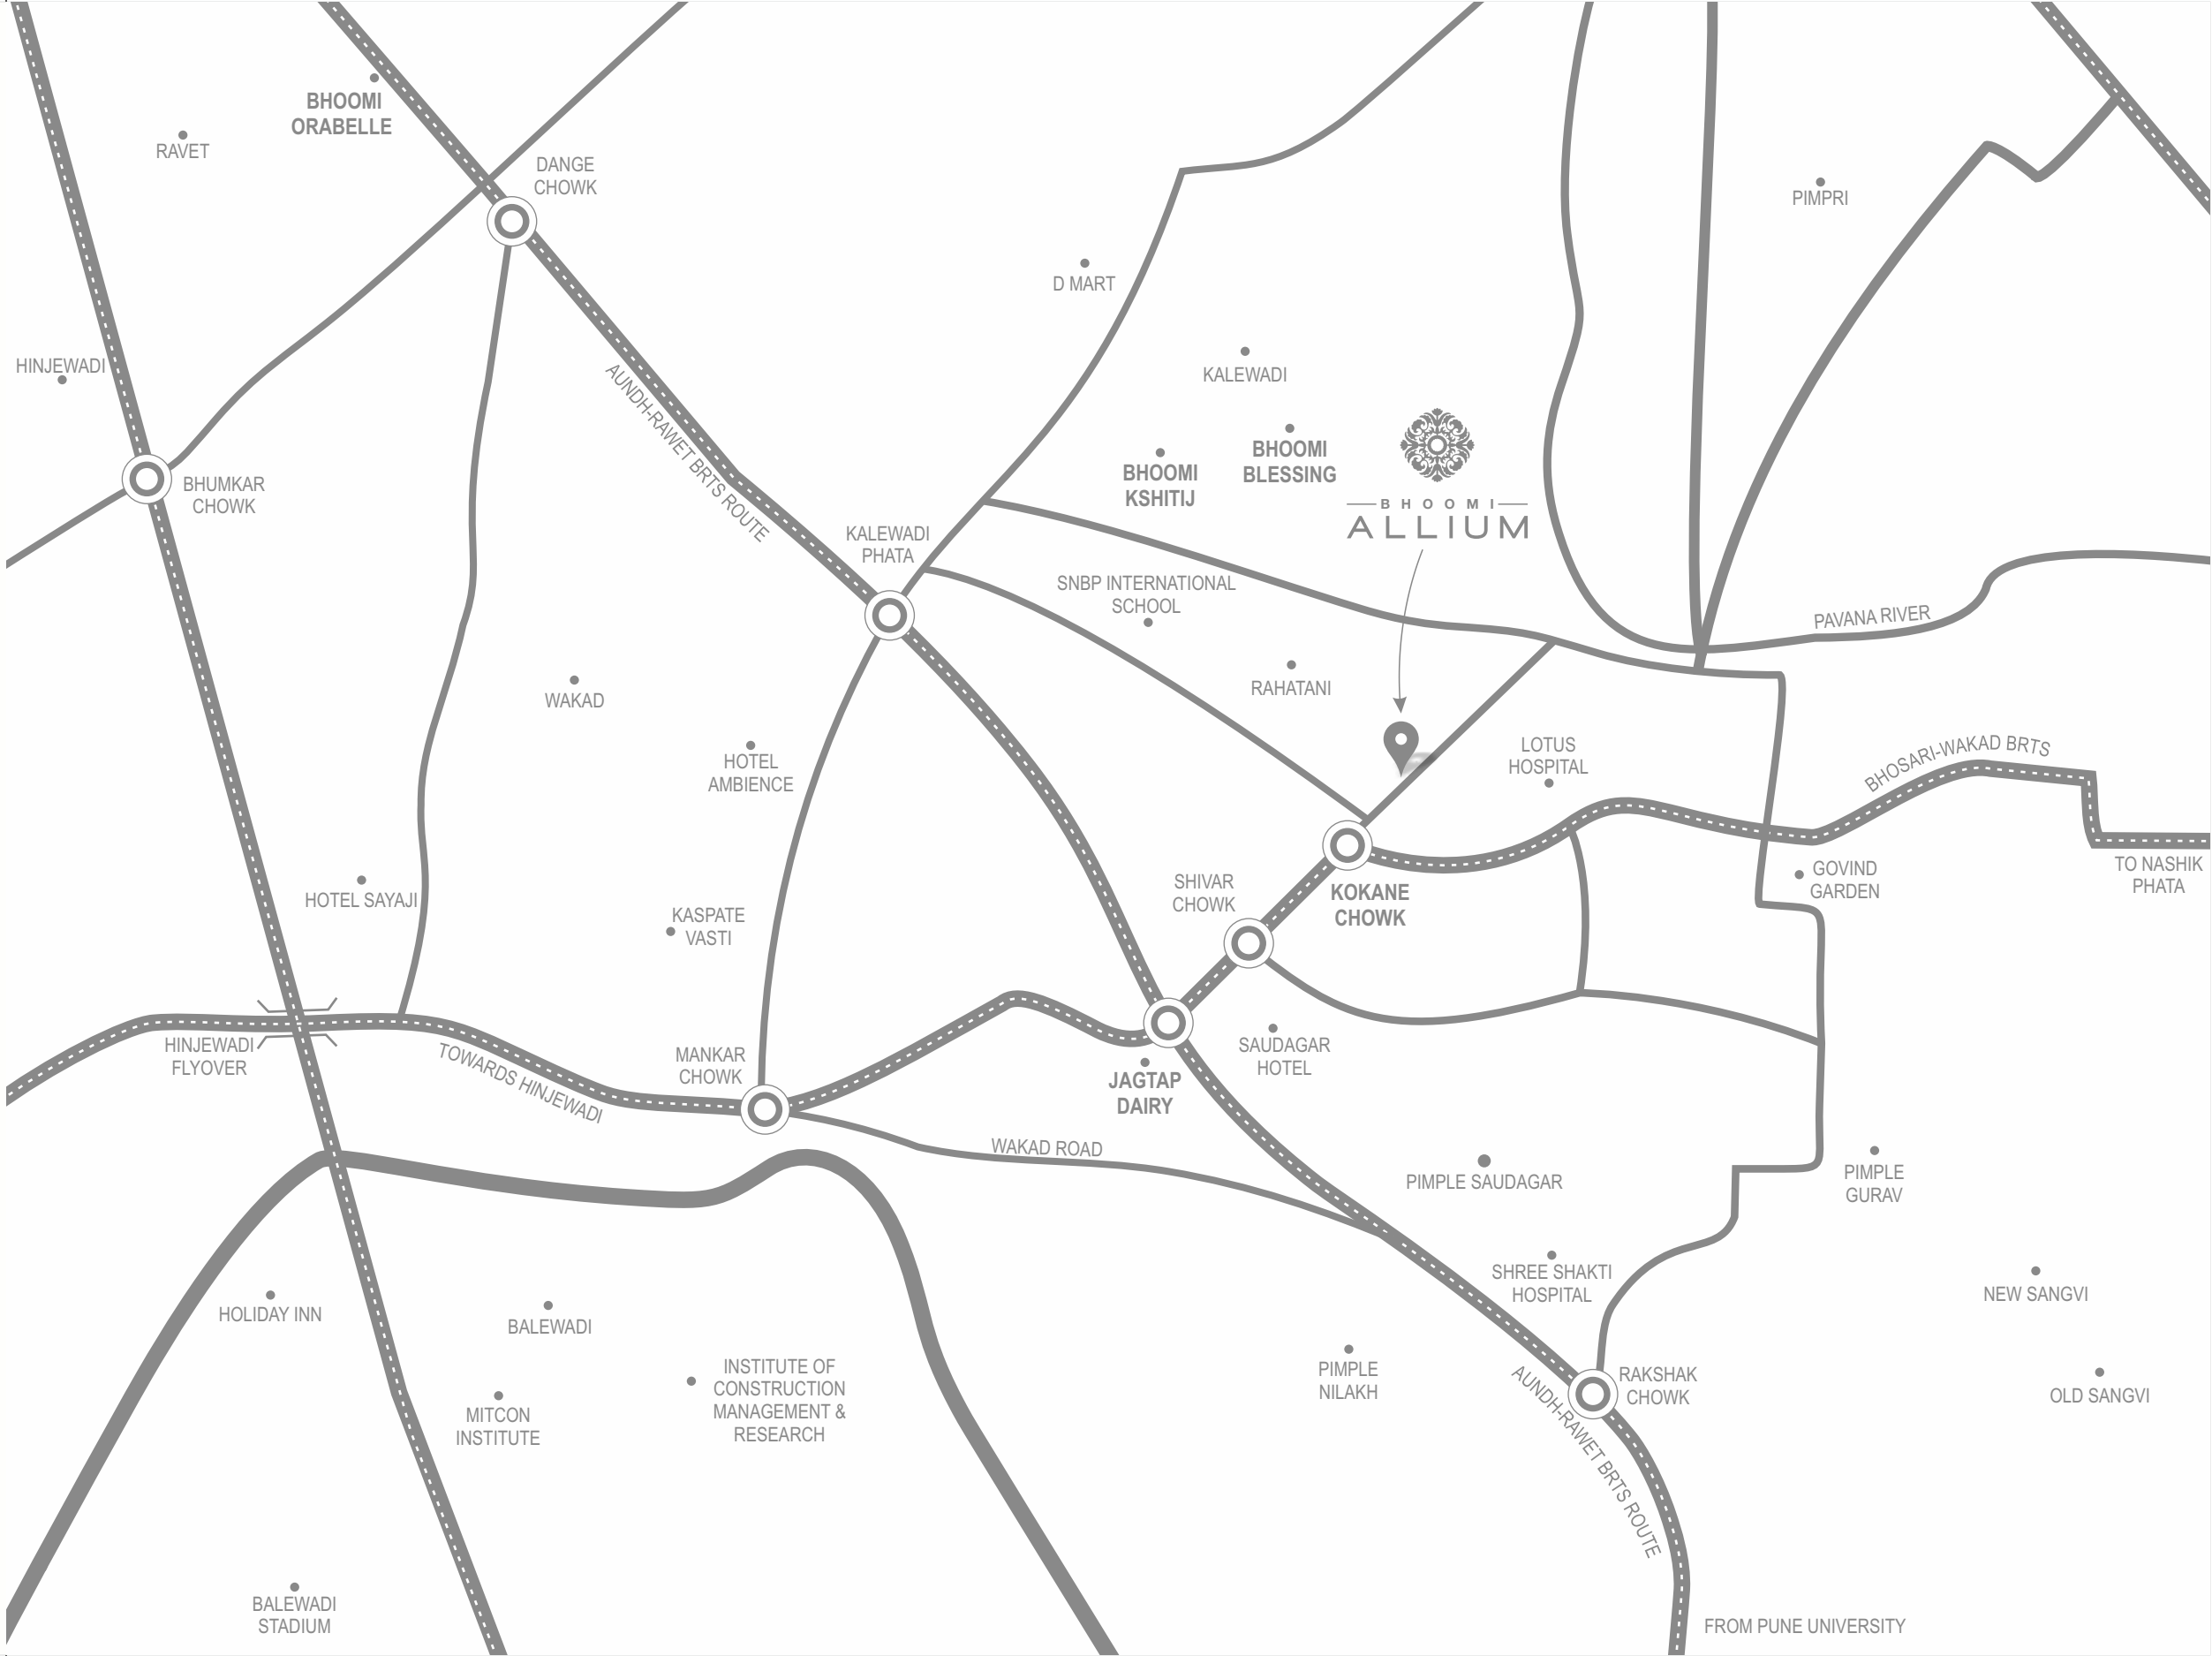 BHOOMI
ORABELLE
RAVET
DANGE
CHOWK
PIMPRI
D MART
HINJEWADI
KALEWADI
AUNDH-RAWET BRTS ROUTE
BHOOMI
BLESSING
BHOOMI
KSHITIJ
BHOOMI
ALLIUM
BHUMKAR
CHOWK
KALEWADI
PHATA
SNBP INTERNATIONAL
SCHOOL
PAVANA RIVER
RAHATANI
WAKAD
HOTEL
AMBIENCE
LOTUS
HOSPITAL
BHOSARI-WAKAD BRTS
TO NASHIK
PHATA
GOVIND
GARDEN
SHIVAR
CHOWK
KOKANE
CHOWK
HOTEL SAYAJI
KASPATE
VASTI
HINJEWADI
FLYOVER
TOWARDS HINJEWADI
MANKAR
CHOWK
SAUDAGAR
HOTEL
JAGTAP
DAIRY
WAKAD ROAD
PIMPLE SAUDAGAR
PIMPLE
GURAV
SHREE SHAKTI
HOSPITAL
NEW SANGVI
HOLIDAY INN
BALEWADI
INSTITUTE OF
CONSTRUCTION
MANAGEMENT &
RESEARCH
PIMPLE
NILAKH
RAKSHAK
CHOWK
OLD SANGVI
MITCON
INSTITUTE
AUNDH-RAWET BRTS ROUTE
BALEWADI
STADIUM
FROM PUNE UNIVERSITY